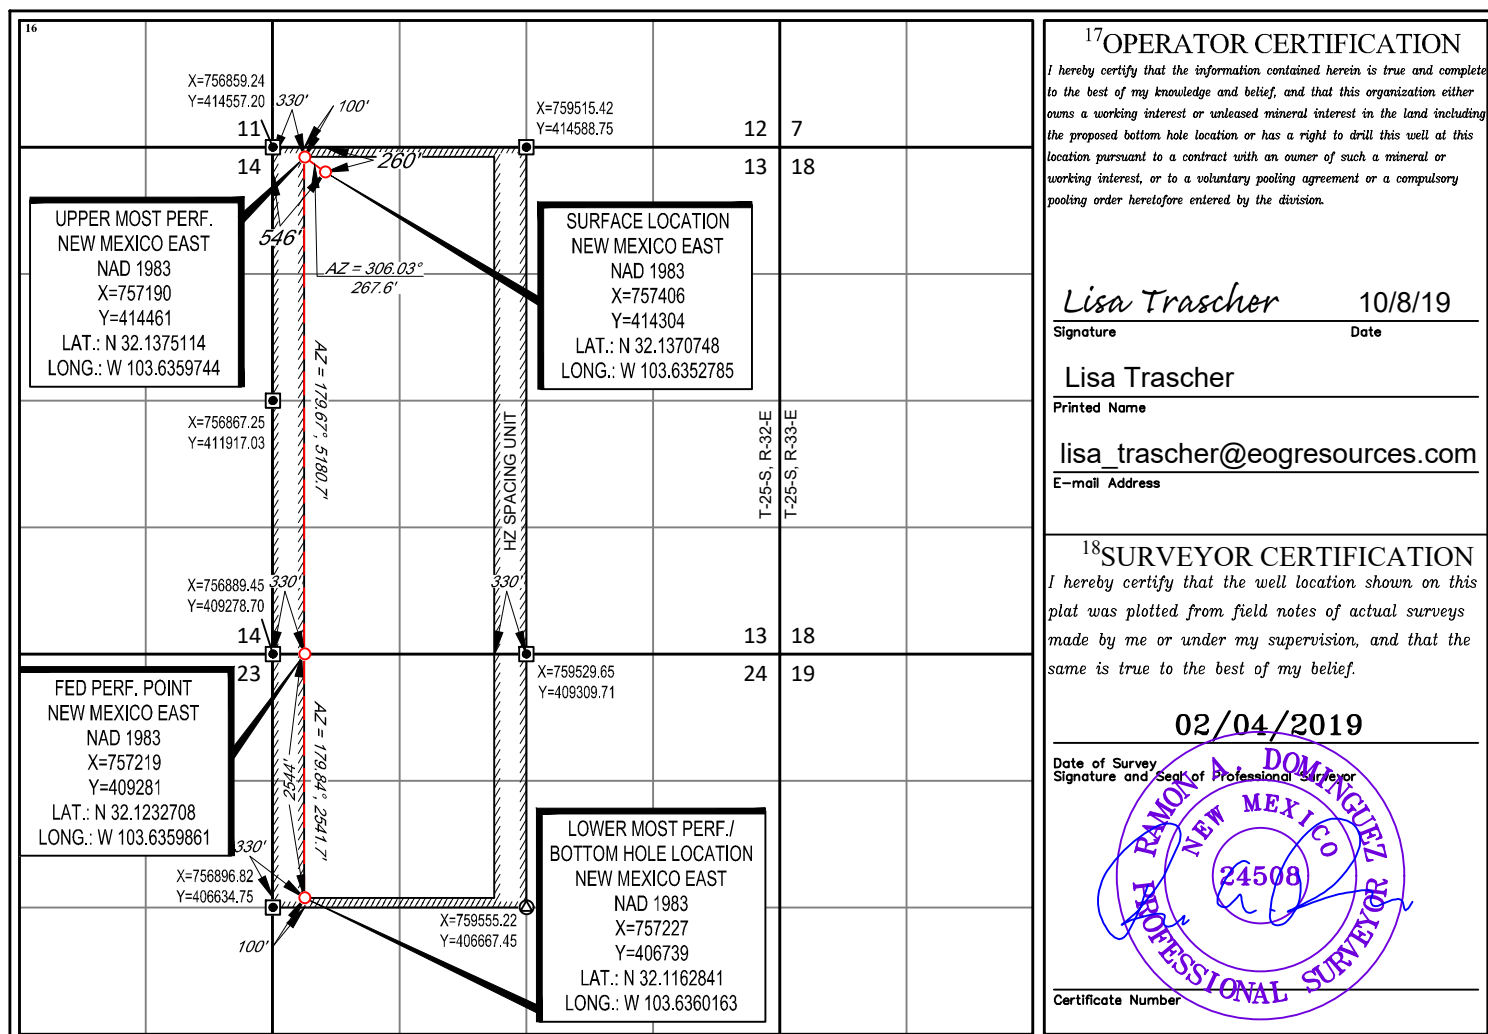 16
X=756859.24
Y=414557.20
330'
100'
X=759515.42
Y=414588.75
11
12 7
14
260'
13 18
UPPER MOST PERF.
NEW MEXICO EAST
NAD 1983
X=757190
Y=414461
LAT.: N 32.1375114
LONG.: W 103.6359744
546'
AZ = 306.03°
267.6'
SURFACE LOCATION
NEW MEXICO EAST
NAD 1983
X=757406
Y=414304
LAT.: N 32.1370748
LONG.: W 103.6352785
AZ = 179.67°, 5180.7'
X=756867.25
Y=411917.03
HZ SPACING UNIT
T-25-S, R-32-E
T-25-S, R-33-E
X=756889.45
Y=409278.70
330'
330'
14
13 18
23
24 19
X=759529.65
Y=409309.71
FED PERF. POINT
NEW MEXICO EAST
NAD 1983
X=757219
Y=409281
LAT.: N 32.1232708
LONG.: W 103.6359861
2544'
AZ = 179.84°, 2541.7'
330'
X=756896.82
Y=406634.75
100'
X=759555.22
Y=406667.45
LOWER MOST PERF./
BOTTOM HOLE LOCATION
NEW MEXICO EAST
NAD 1983
X=757227
Y=406739
LAT.: N 32.1162841
LONG.: W 103.6360163
17OPERATOR CERTIFICATION
I hereby certify that the information contained herein is true and complete
to the best of my knowledge and belief, and that this organization either
owns a working interest or unleased mineral interest in the land including
the proposed bottom hole location or has a right to drill this well at this
location pursuant to a contract with an owner of such a mineral or
working interest, or to a voluntary pooling agreement or a compulsory
pooling order heretofore entered by the division.
Lisa Trascher 10/8/19
Signature Date
Lisa Trascher
Printed Name
lisa_trascher@eogresources.com
E-mail Address
18SURVEYOR CERTIFICATION
I hereby certify that the well location shown on this
plat was plotted from field notes of actual surveys
made by me or under my supervision, and that the
same is true to the best of my belief.
02/04/2019
Date of Survey
Signature and Seal of Professional Surveyor
RAMON A. DOMINGUEZ
NEW MEXICO
24508
PROFESSIONAL SURVEYOR
Certificate Number